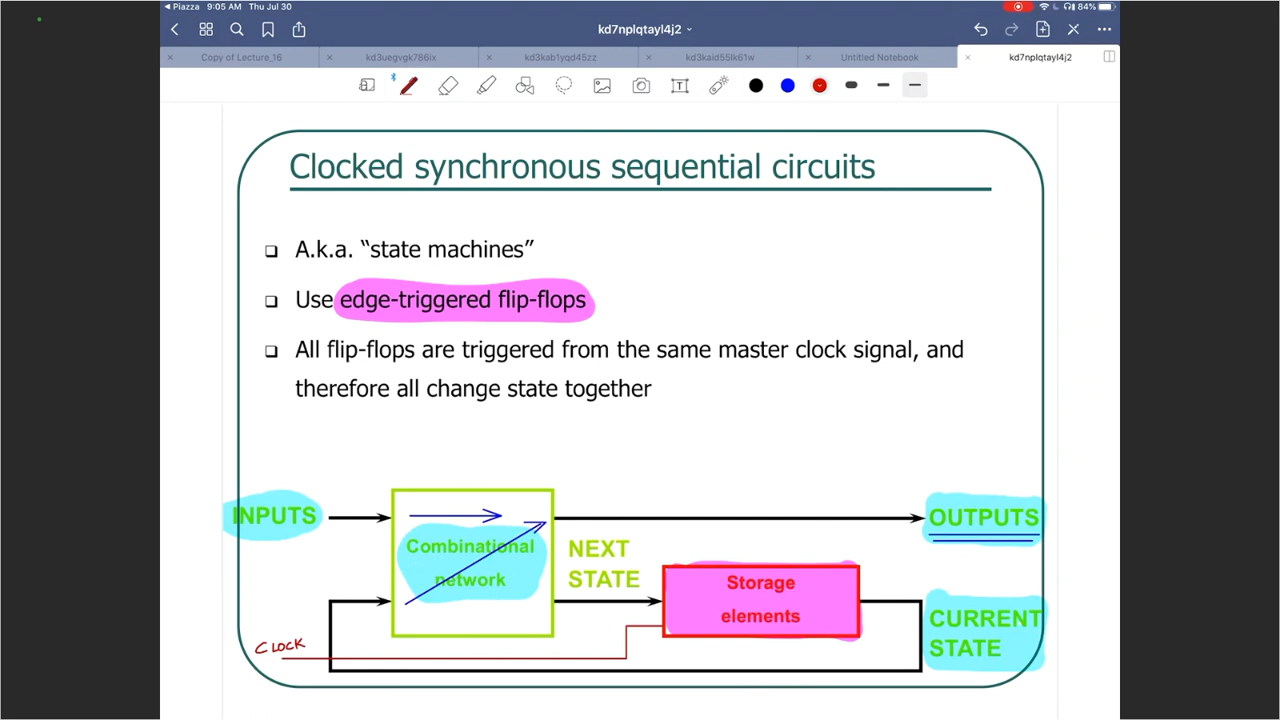 Piazza 9:05 AM Thu Jul 30 84%
kd7nplqtayl4j2
Copy of Lecture_16 kd3uegvgk786ix kd3kab1yqd45zz kd3kaid55lk61w Untitled Notebook kd7nplqtayl4j2
Clocked synchronous sequential circuits
A.k.a. “state machines”
Use edge-triggered flip-flops
All flip-flops are triggered from the same master clock signal, and
therefore all change state together
INPUTS
Combinational
network
NEXT
STATE
Storage
elements
OUTPUTS
CURRENT
STATE
CLOCK